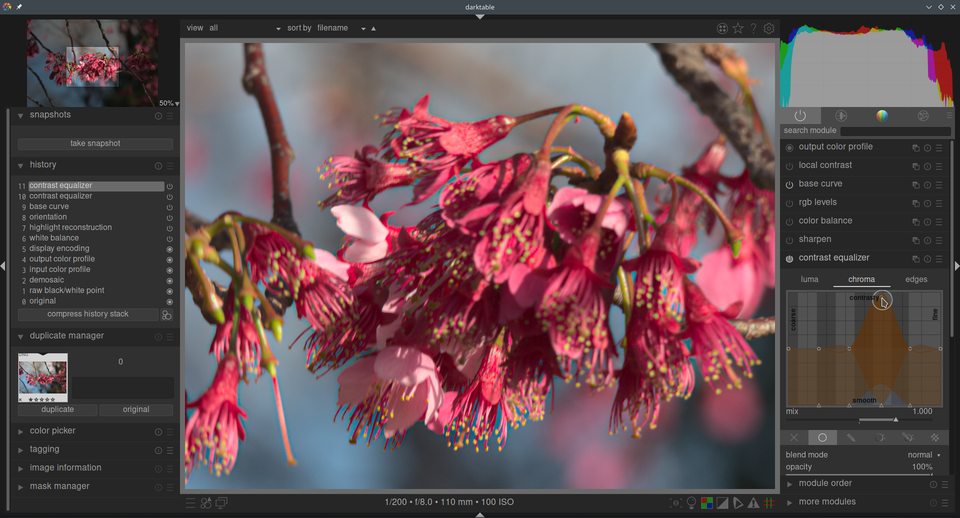 darktable
view all sort by filename
50%
snapshots
take snapshot
history
11 contrast equalizer
10 contrast equalizer
9 base curve
8 orientation
7 highlight reconstruction
6 white balance
5 display encoding
4 output color profile
3 input color profile
2 demosaic
1 raw black/white point
0 original
compress history stack
duplicate manager
0
duplicate original
color picker
tagging
image information
mask manager
1/200 • f/8.0 • 110 mm • 100 ISO
search module
output color profile
local contrast
base curve
rgb levels
color balance
sharpen
contrast equalizer
luma chroma edges
contrasty
coarse
fine
smooth
mix 1.000
blend mode normal
opacity 100%
module order
more modules